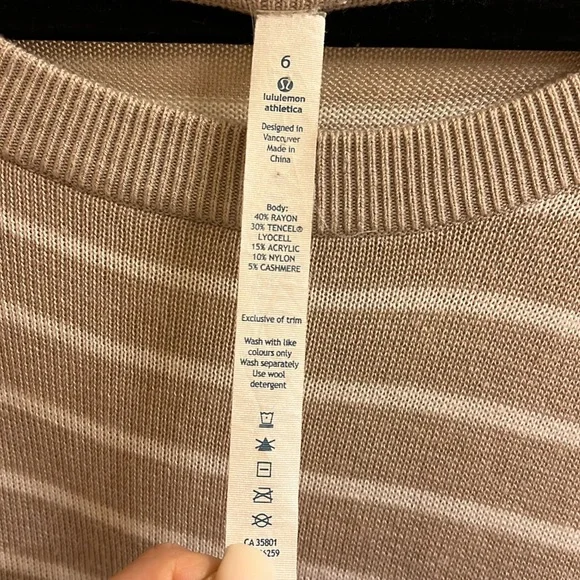 6
lululemon
athletica
Designed in
Vancouver
Made in
China
Body:
40% RAYON
30% TENCEL®
LYOCELL
15% ACRYLIC
10% NYLON
5% CASHMERE
Exclusive of trim
Wash with like
colours only
Wash separately
Use wool
detergent
CA 35801